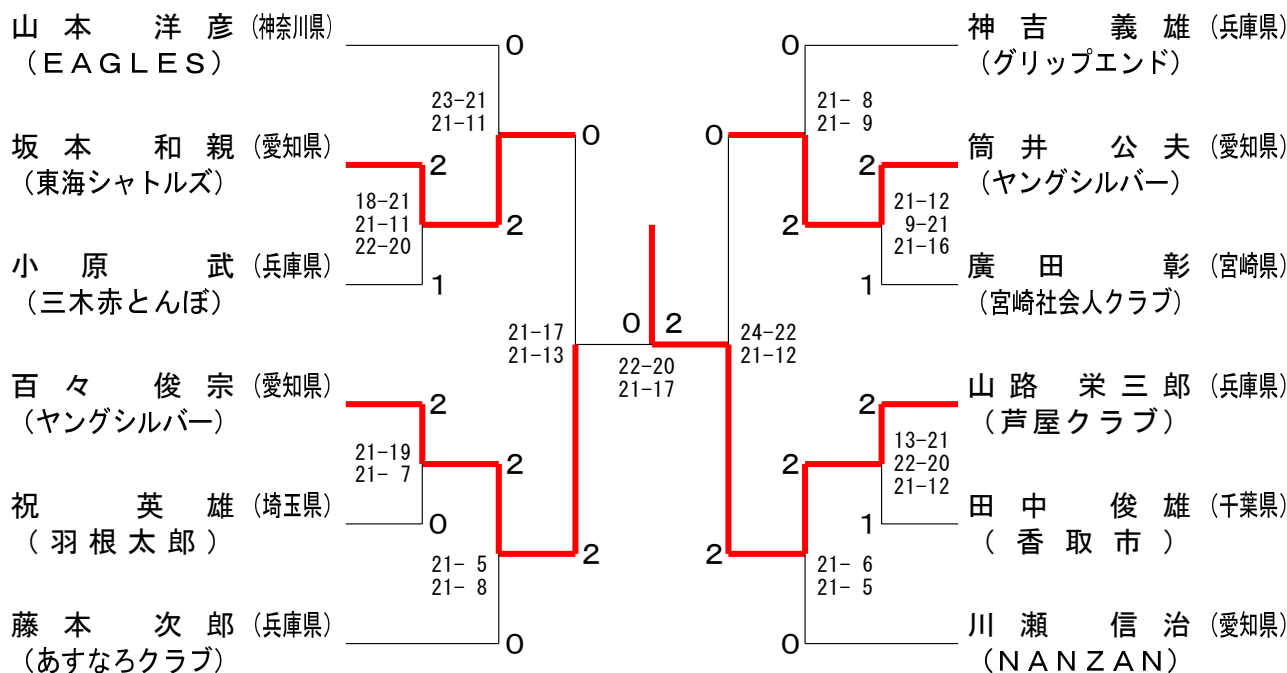 山本 洋彦 (神奈川県)
(EAGLES)
0
23-21
21-11
坂本 和親 (愛知県)
(東海シャトルズ)
2
0
18-21
21-11
22-20
2
小原 武 (兵庫県)
(三木赤とんぼ)
1
21-17
21-13
百々 俊宗 (愛知県)
(ヤングシルバー)
2
21-19
21- 7
2
祝 英雄 (埼玉県)
(羽根太郎)
0
2
21- 5
21- 8
藤本 次郎 (兵庫県)
(あすなろクラブ)
0
0 2
22-20
21-17
神吉 義雄 (兵庫県)
(グリップエンド)
0
21- 8
21- 9
0
筒井 公夫 (愛知県)
(ヤングシルバー)
2
21-12
9-21
21-16
2
廣田 彰 (宮崎県)
(宮崎社会人クラブ)
1
24-22
21-12
山路 栄三郎 (兵庫県)
(芦屋クラブ)
2
13-21
22-20
21-12
2
田中 俊雄 (千葉県)
(香取市)
1
2
21- 6
21- 5
川瀬 信治 (愛知県)
(NANZAN)
0